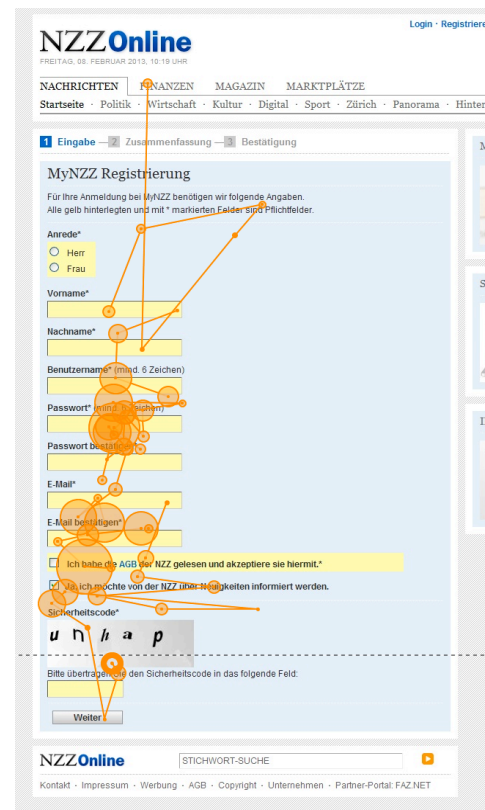 Login · Registriere
NZZOnline
FREITAG, 08. FEBRUAR 2013, 10:19 UHR
NACHRICHTEN FINANZEN MAGAZIN MARKTPLÄTZE
Startseite · Politik · Wirtschaft · Kultur · Digital · Sport · Zürich · Panorama · Hinter
1 Eingabe — 2 Zusammenfassung — 3 Bestätigung
MyNZZ Registrierung
Für Ihre Anmeldung bei MyNZZ benötigen wir folgende Angaben.
Alle gelb hinterlegten und mit * markierten Felder sind Pflichtfelder.
Anrede*
Herr
Frau
Vorname*
Nachname*
Benutzername* (mind. 6 Zeichen)
Passwort* (mind. 6 Zeichen)
Passwort bestätigen*
E-Mail*
E-Mail bestätigen*
Ich habe die AGB der NZZ gelesen und akzeptiere sie hiermit.*
Ja, ich möchte von der NZZ über Neuigkeiten informiert werden.
Sicherheitscode*
u n h a p
Bitte übertragen Sie den Sicherheitscode in das folgende Feld:
Weiter
NZZOnline STICHWORT-SUCHE
Kontakt · Impressum · Werbung · AGB · Copyright · Unternehmen · Partner-Portal: FAZ.NET